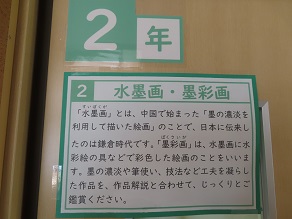 2年
2 水墨画・墨彩画
「水墨画」とは、中国で始まった「墨の濃淡を
利用して描いた絵画」のことで、日本に伝来し
たのは鎌倉時代です。「墨彩画」は、水墨画に水
彩絵の具などで彩色した絵画のことをいいま
す。墨の濃淡や筆使い、技法など工夫を凝らし
た作品を、作品解説と合わせて、じっくりとご
鑑賞ください。